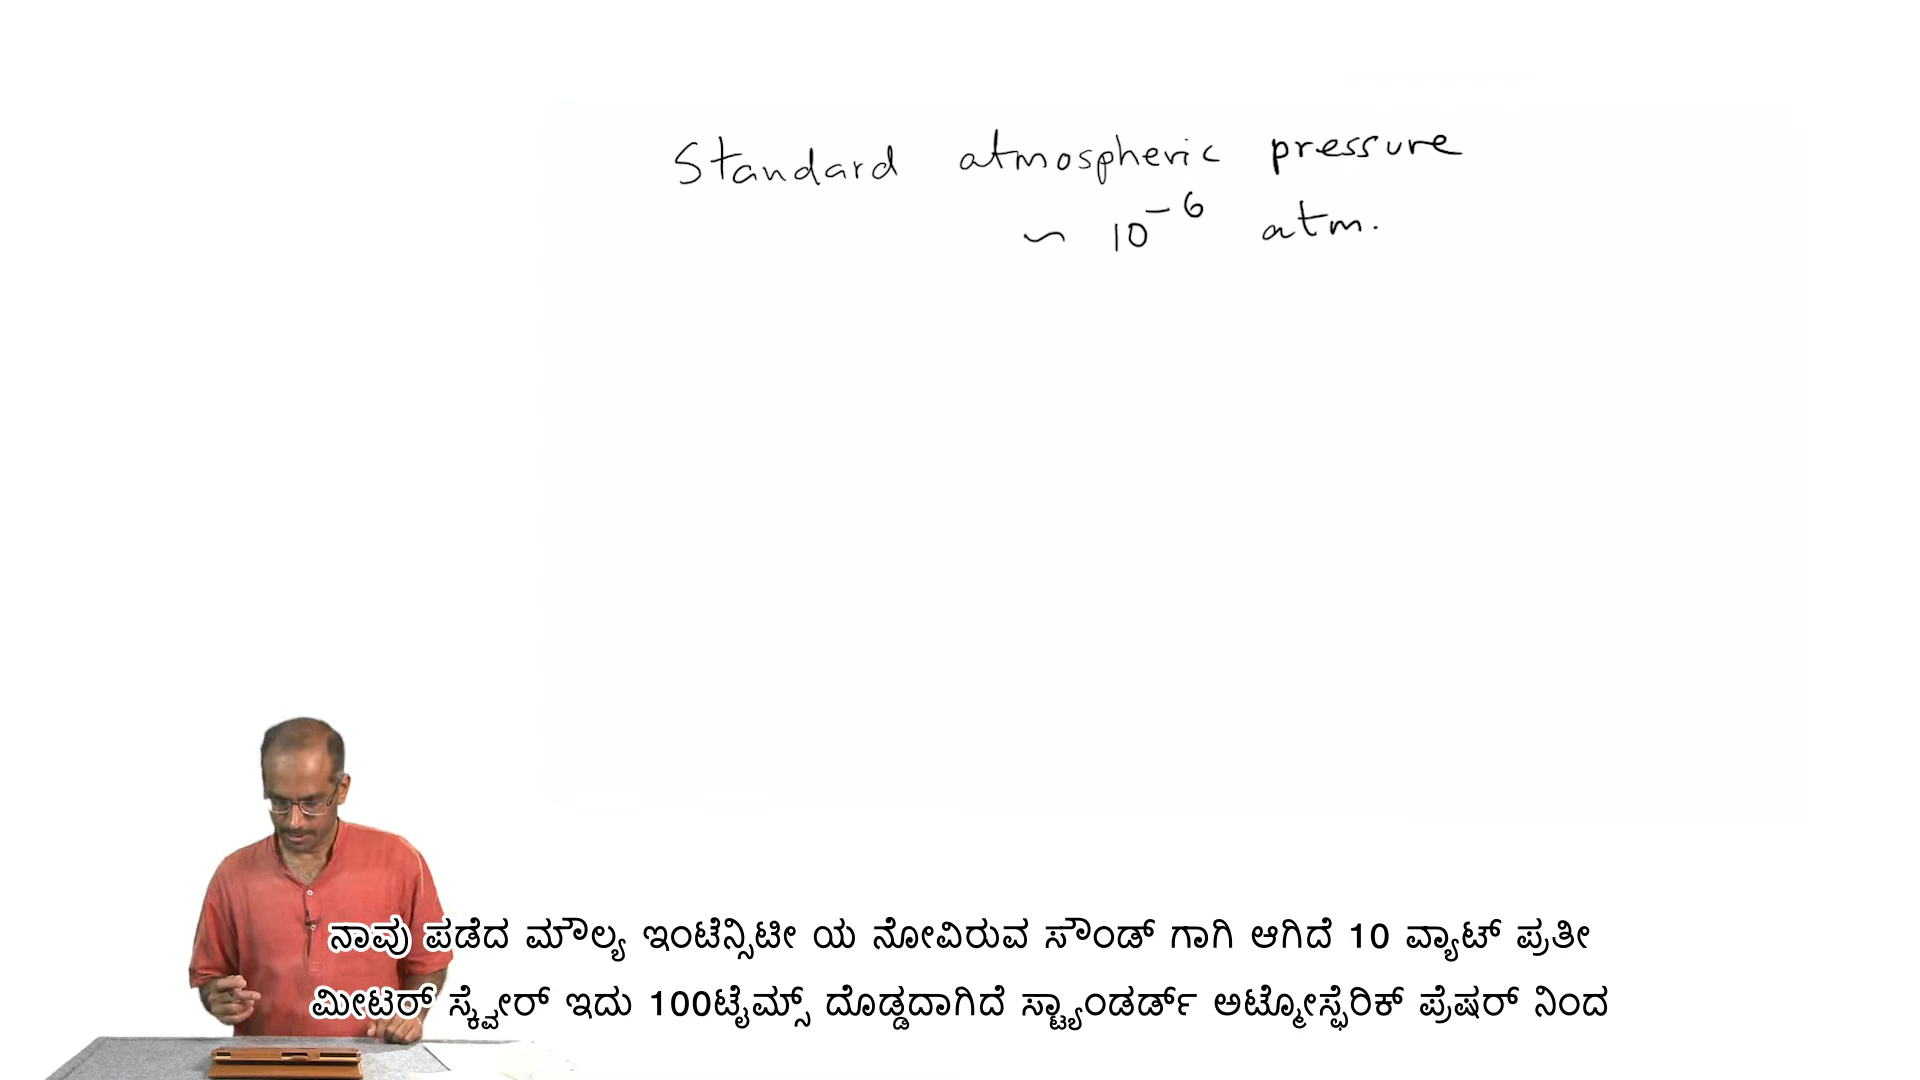 Standard atmospheric pressure
~ 10⁻⁶ atm.
ನಾವು ಪಡೆದ ಮೌಲ್ಯ ಇಂಟೆನ್ಸಿಟೀ ಯ ನೋವಿರುವ ಸೌಂಡ್ ಗಾಗಿ ಆಗಿದೆ 10 ವ್ಯಾಟ್ ಪ್ರತೀ
ಮೀಟರ್ ಸ್ಕ್ವೇರ್ ಇದು 100ಟೈಮ್ಸ್ ದೊಡ್ಡದಾಗಿದೆ ಸ್ಟ್ಯಾಂಡರ್ಡ್ ಅಟ್ಮೋಸ್ಫೆರಿಕ್ ಪ್ರೆಷರ್ ನಿಂದ